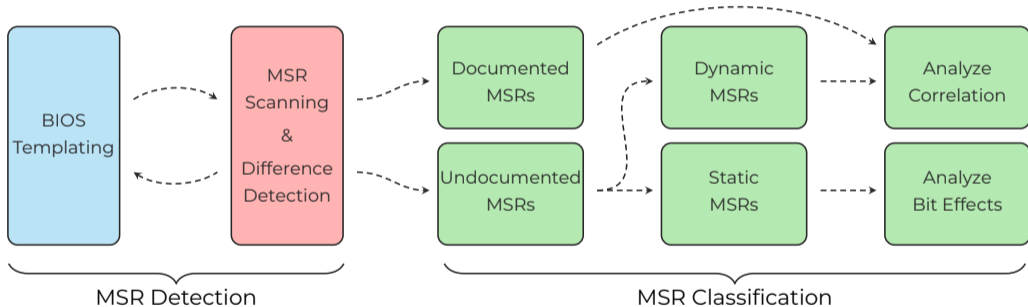 BIOS
Templating
MSR
Scanning
&
Difference
Detection
Documented
MSRs
Undocumented
MSRs
Dynamic
MSRs
Static
MSRs
Analyze
Correlation
Analyze
Bit Effects
MSR Detection
MSR Classification